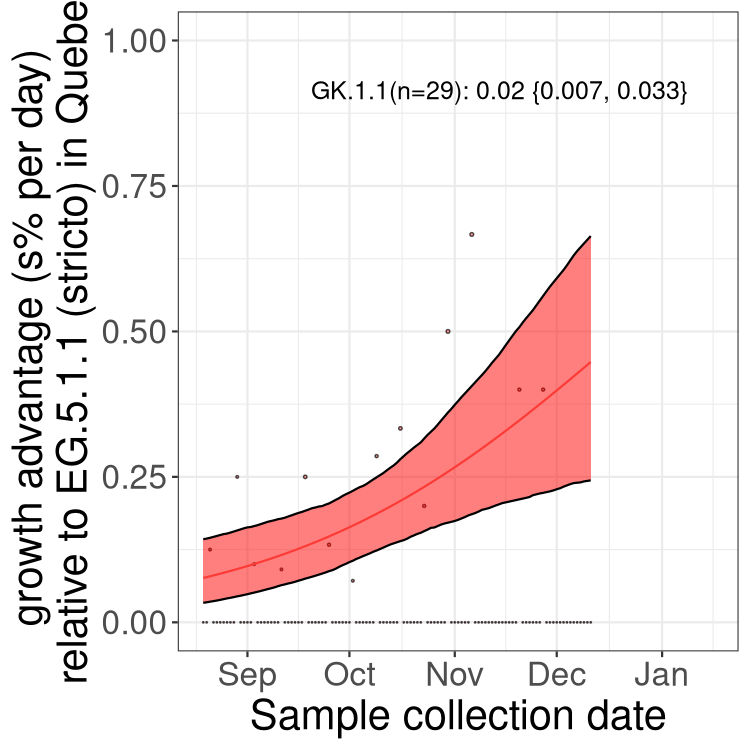 growth advantage (s% per day)
relative to EG.5.1.1 (stricto) in Quebe
1.00
0.75
0.50
0.25
0.00
GK.1.1(n=29): 0.02 {0.007, 0.033}
Sep Oct Nov Dec Jan
Sample collection date